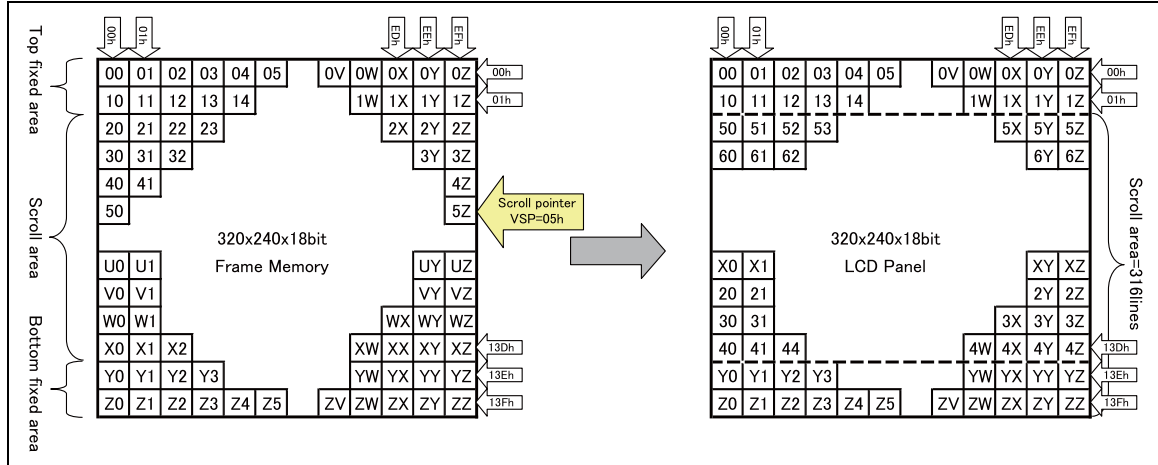 00h 01h EDh EEh EFh
00 01 02 03 04 05 0V 0W 0X 0Y 0Z 00h
10 11 12 13 14 1W 1X 1Y 1Z 01h
20 21 22 23 2X 2Y 2Z
30 31 32 3Y 3Z
40 41 4Z
50 5Z
Scroll pointer
VSP=05h
320x240x18bit
Frame Memory
U0 U1 UY UZ
V0 V1 VY VZ
W0 W1 WX WY WZ
X0 X1 X2 XW XX XY XZ 13Dh
Y0 Y1 Y2 Y3 YW YX YY YZ 13Eh
Z0 Z1 Z2 Z3 Z4 Z5 ZV ZW ZX ZY ZZ 13Fh
Top fixed area
Scroll area
Bottom fixed area
00h 01h EDh EEh EFh
00 01 02 03 04 05 0V 0W 0X 0Y 0Z 00h
10 11 12 13 14 1W 1X 1Y 1Z 01h
50 51 52 53 5X 5Y 5Z
60 61 62 6Y 6Z
320x240x18bit
LCD Panel
X0 X1 XY XZ
20 21 2Y 2Z
30 31 3X 3Y 3Z
40 41 44 4W 4X 4Y 4Z 13Dh
Y0 Y1 Y2 Y3 YW YX YY YZ 13Eh
Z0 Z1 Z2 Z3 Z4 Z5 ZV ZW ZX ZY ZZ 13Fh
Scroll area=316lines